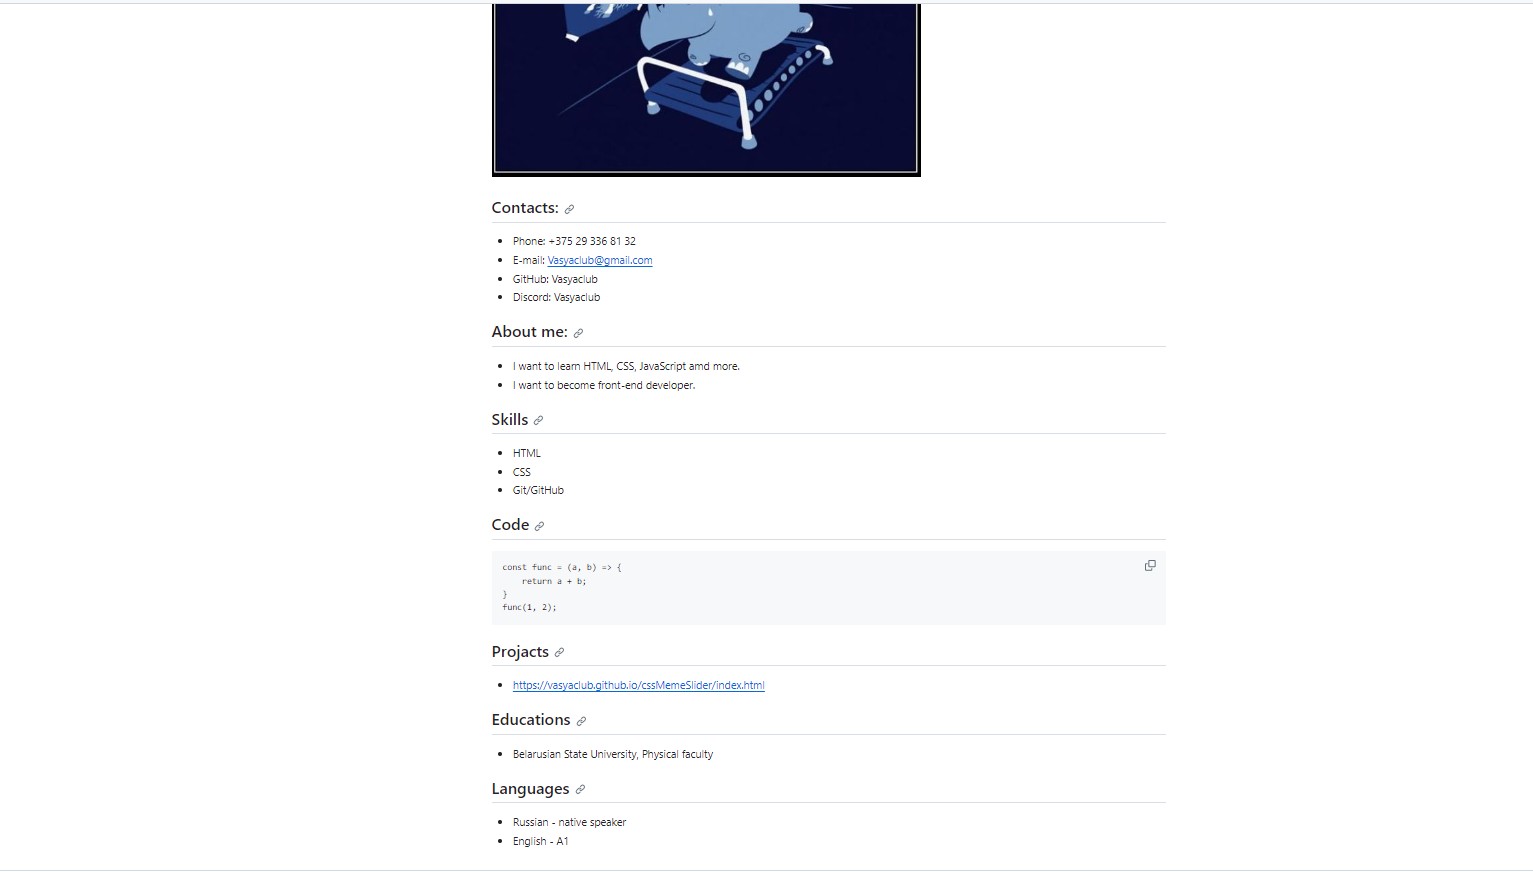 Contacts:
Phone: +375 29 336 81 32
E-mail: Vasyaclub@gmail.com
GitHub: Vasyaclub
Discord: Vasyaclub
About me:
I want to learn HTML, CSS, JavaScript amd more.
I want to become front-end developer.
Skills
HTML
CSS
Git/GitHub
Code
const func = (a, b) => {
    return a + b;
}
func(1, 2);
Projacts
https://vasyaclub.github.io/cssMemeSlider/index.html
Educations
Belarusian State University, Physical faculty
Languages
Russian - native speaker
English - A1